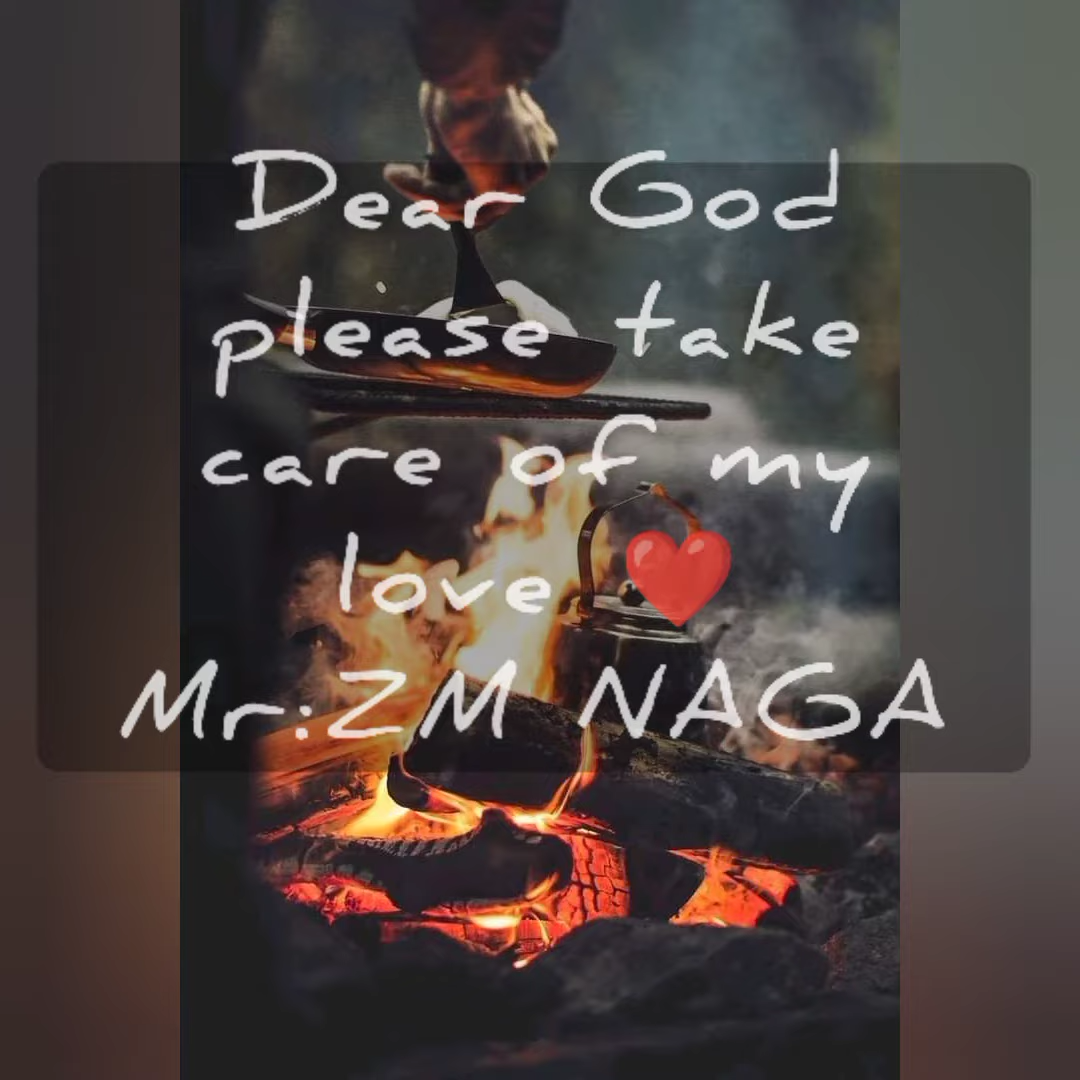 Dear God
please take
care of my
love ❤️
Mr:ZM NAGA